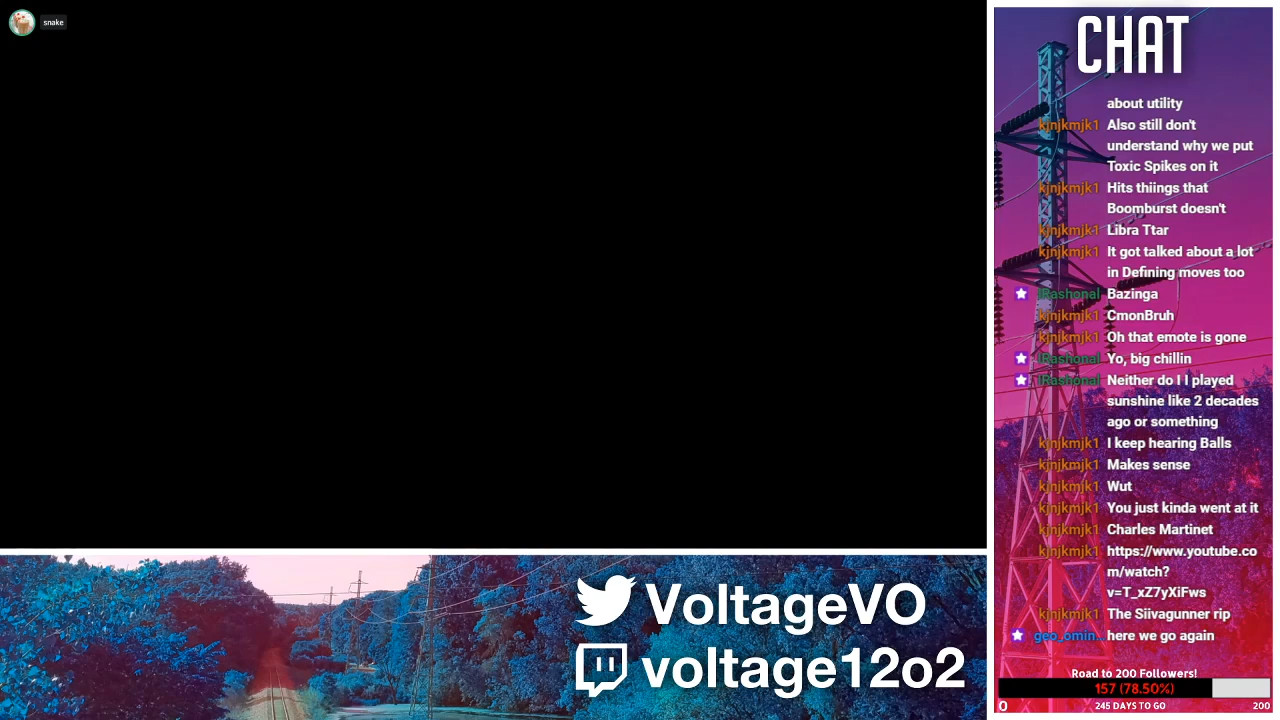 snake
CHAT
about utility
kjnjkmjk1 Also still don't
understand why we put
Toxic Spikes on it
kjnjkmjk1 Hits thiings that
Boomburst doesn't
kjnjkmjk1 Libra Ttar
kjnjkmjk1 It got talked about a lot
in Defining moves too
IRashonal Bazinga
kjnjkmjk1 CmonBruh
kjnjkmjk1 Oh that emote is gone
IRashonal Yo, big chillin
IRashonal Neither do I I played
sunshine like 2 decades
ago or something
kjnjkmjk1 I keep hearing Balls
kjnjkmjk1 Makes sense
kjnjkmjk1 Wut
kjnjkmjk1 You just kinda went at it
kjnjkmjk1 Charles Martinet
kjnjkmjk1 https://www.youtube.co
m/watch?
v=T_xZ7yXiFws
kjnjkmjk1 The Siivagunner rip
geo_omin... here we go again
Road to 200 Followers!
157 (78.50%)
0 245 DAYS TO GO 200
VoltageVO
voltage12o2